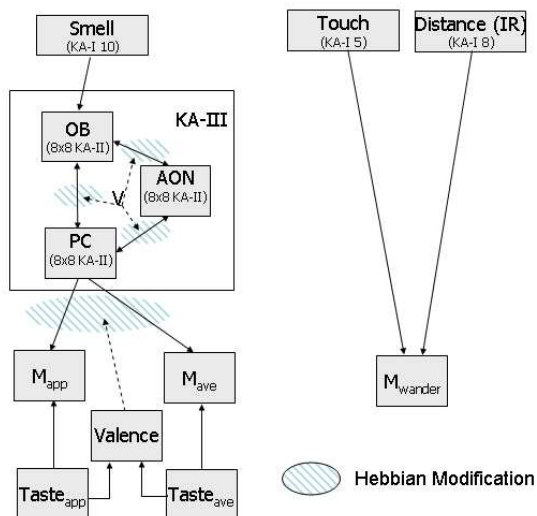 Smell
(KA-I 10)
Touch
(KA-I 5)
Distance (IR)
(KA-I 8)
KA-III
OB
(8x8 KA-II)
AON
(8x8 KA-II)
V
PC
(8x8 KA-II)
Mapp
Mave
Mwander
Valence
Tasteapp
Tasteave
Hebbian Modification